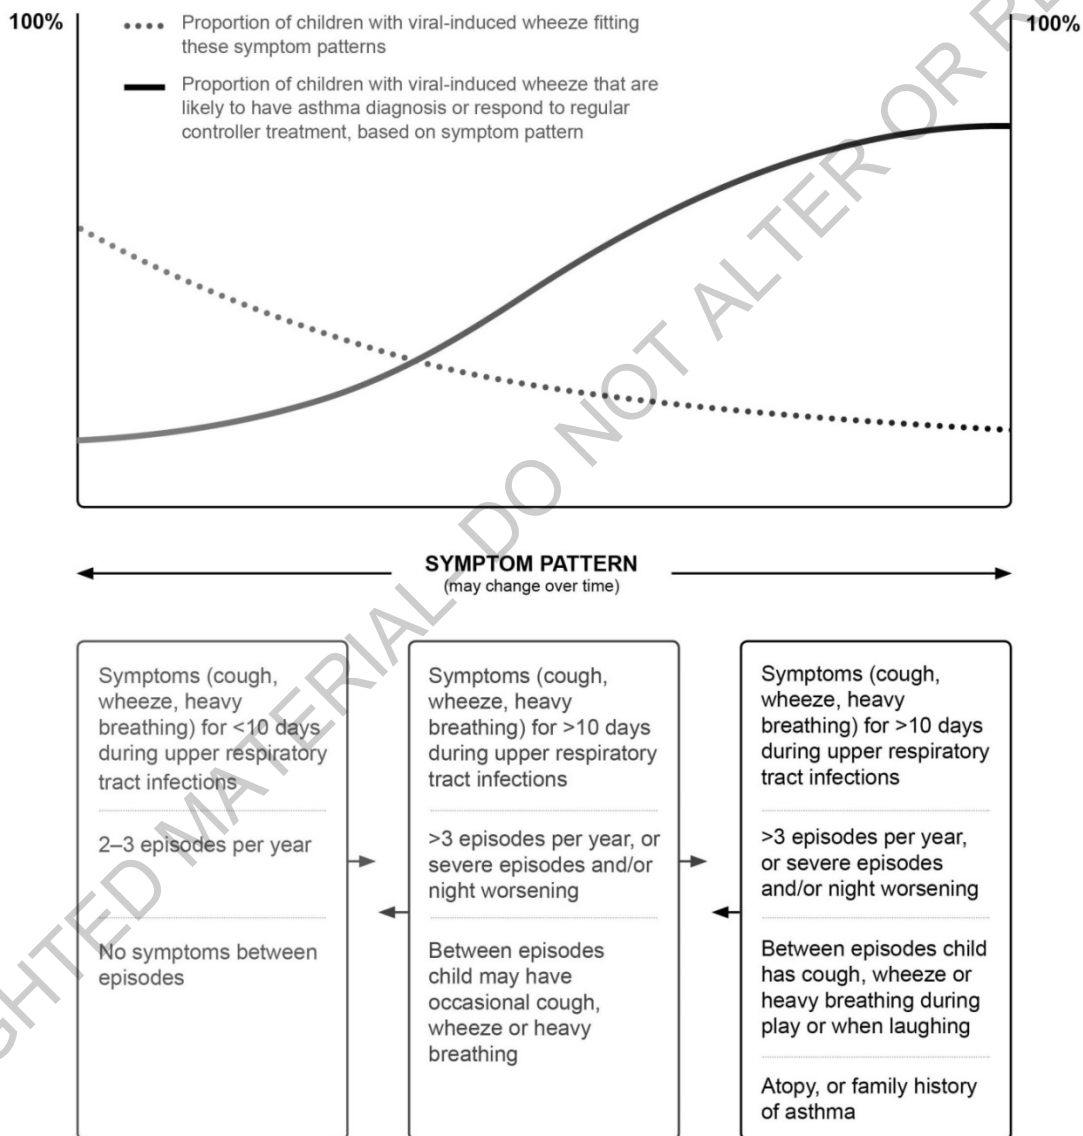 100%
100%
Proportion of children with viral-induced wheeze fitting
these symptom patterns
Proportion of children with viral-induced wheeze that are
likely to have asthma diagnosis or respond to regular
controller treatment, based on symptom pattern
SYMPTOM PATTERN
(may change over time)
Symptoms (cough,
wheeze, heavy
breathing) for <10 days
during upper respiratory
tract infections
2–3 episodes per year
No symptoms between
episodes
Symptoms (cough,
wheeze, heavy
breathing) for >10 days
during upper respiratory
tract infections
>3 episodes per year, or
severe episodes and/or
night worsening
Between episodes
child may have
occasional cough,
wheeze or heavy
breathing
Symptoms (cough,
wheeze, heavy
breathing) for >10 days
during upper respiratory
tract infections
>3 episodes per year,
or severe episodes
and/or night worsening
Between episodes child
has cough, wheeze or
heavy breathing during
play or when laughing
Atopy, or family history
of asthma
MATERIAL - DO NOT ALTER OR